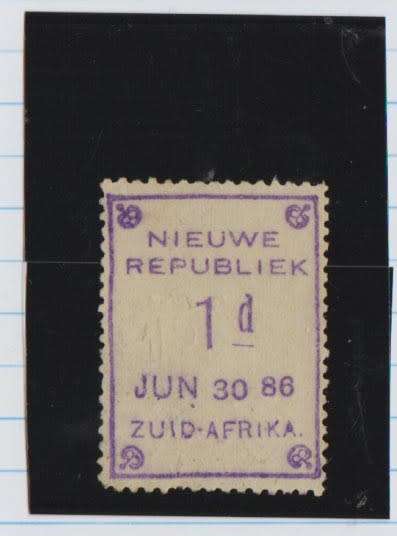 NIEUWE
REPUBLIEK
1d
JUN 30 86
ZUID-AFRIKA.